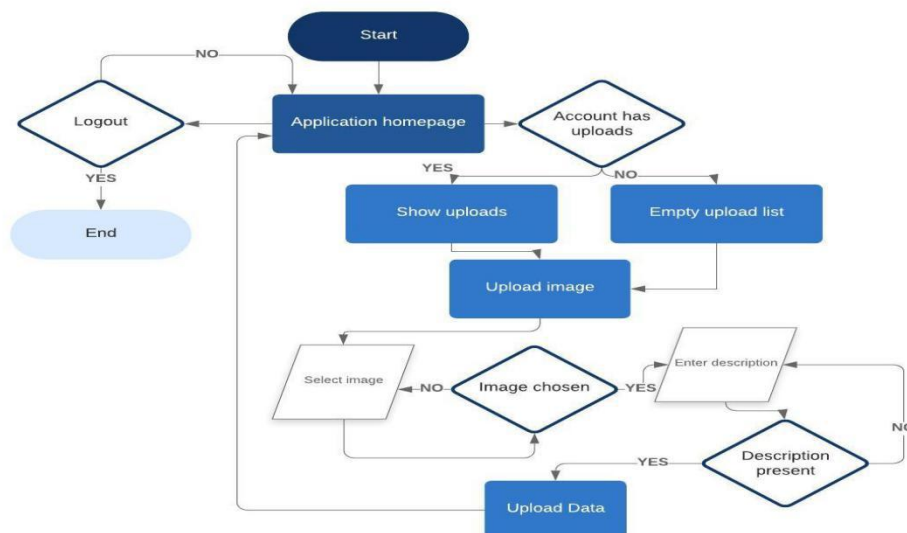 Start
NO
Logout
Application homepage
Account has
uploads
YES
YES
NO
End
Show uploads
Empty upload list
Upload image
Select image
NO
Image chosen
YES
Enter description
NO
Description
present
YES
Upload Data